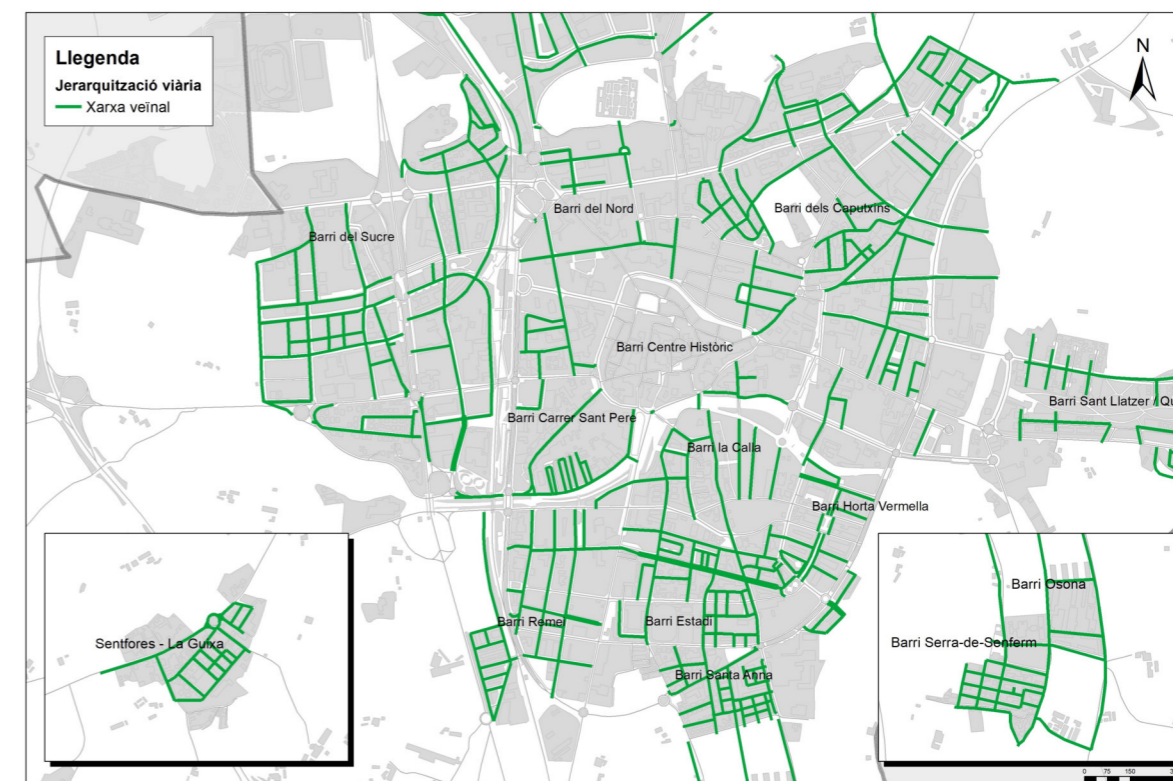 Llegenda
Jerarquització viària
Xarxa veïnal
N
Barri del Nord
Barri dels Caputxins
Barri del Sucre
Barri Centre Històric
Barri Sant Llatzer / Qu
Barri Carrer Sant Pere
Barri la Calla
Barri Horta Vermella
Barri Osona
Barri Remei
Barri Estadi
Sentfores - La Guixa
Barri Serra-de-Senferm
Barri Santa Anna
0 75 150